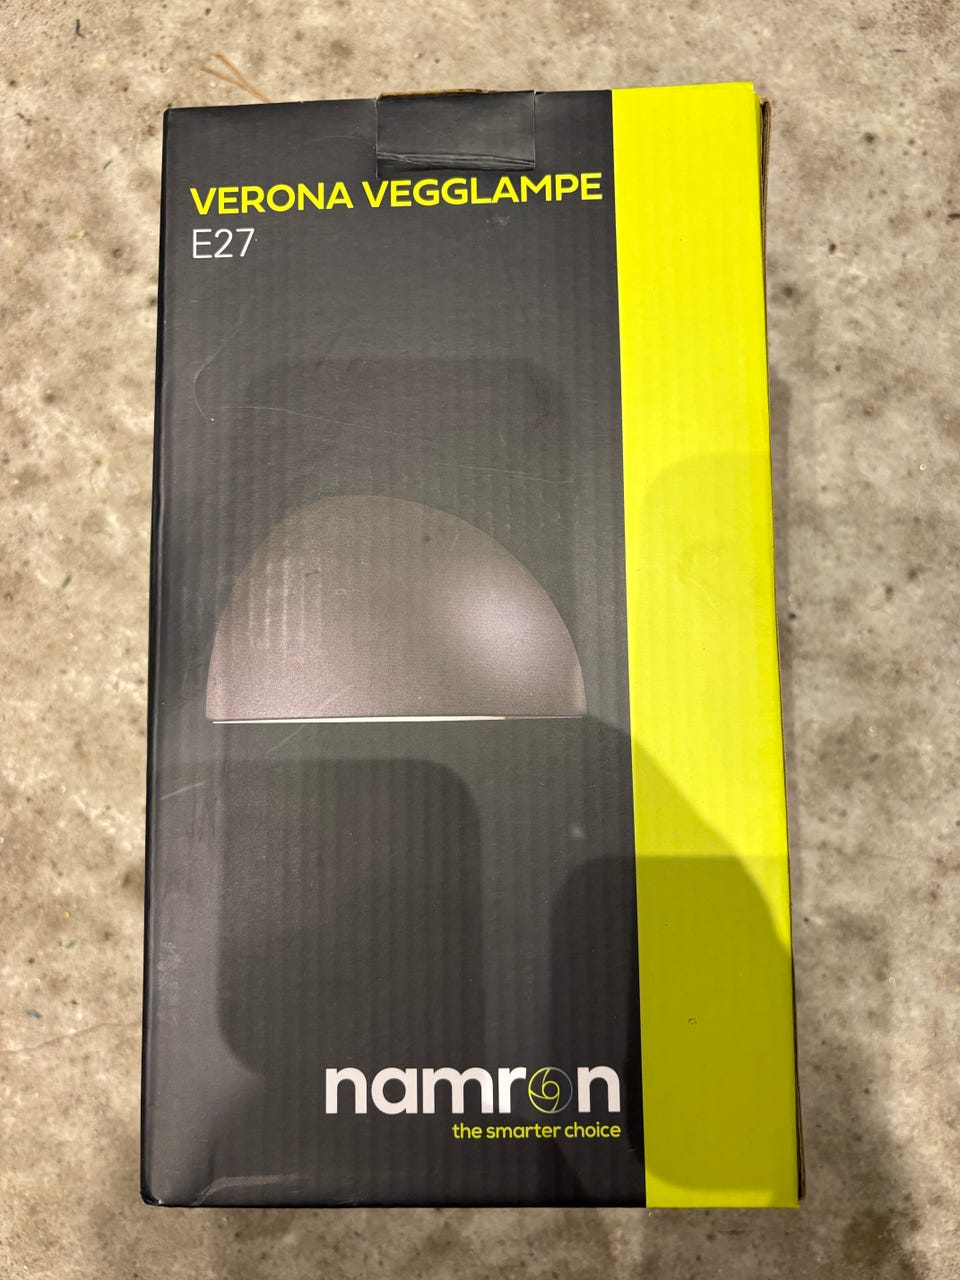 VERONA VEGGLAMPE
E27
namron
the smarter choice